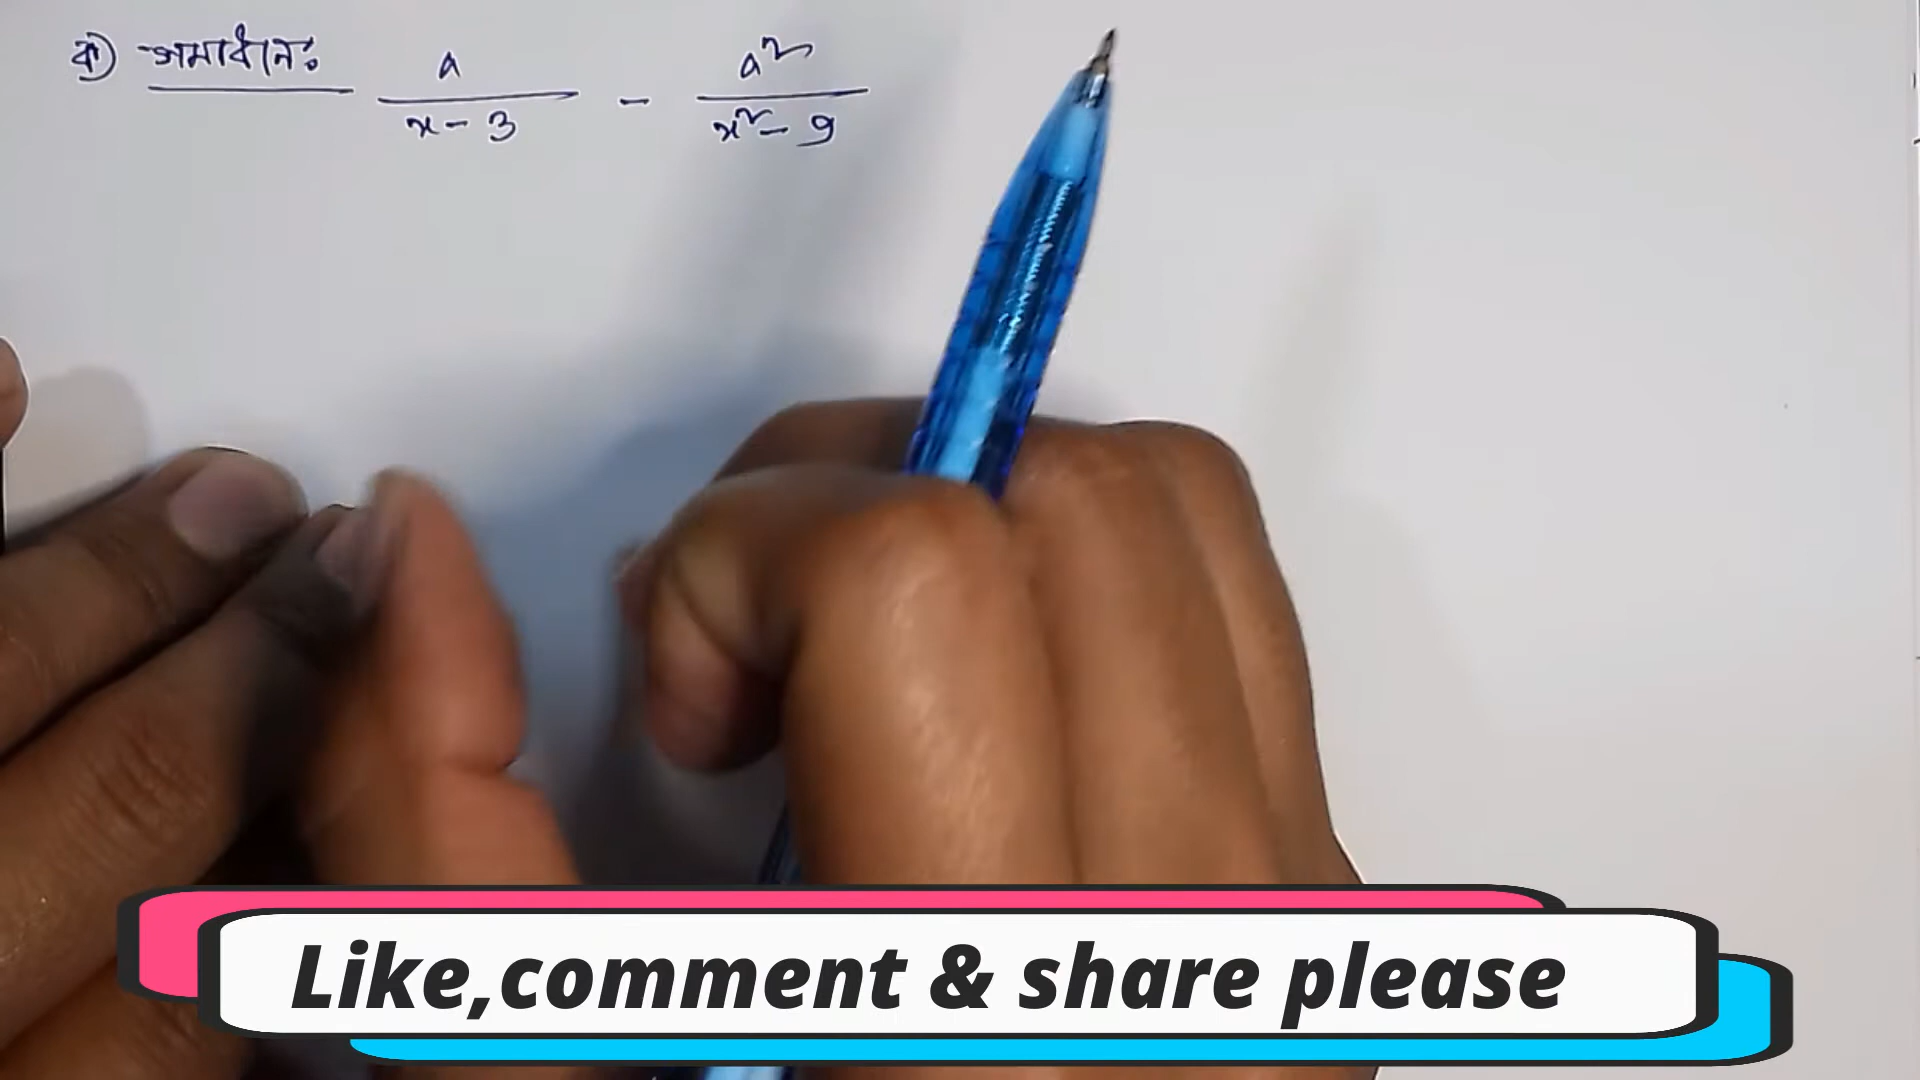 ক) সমাধান: a/(x - 3) - a²/(x² - 9)
Like,comment & share please